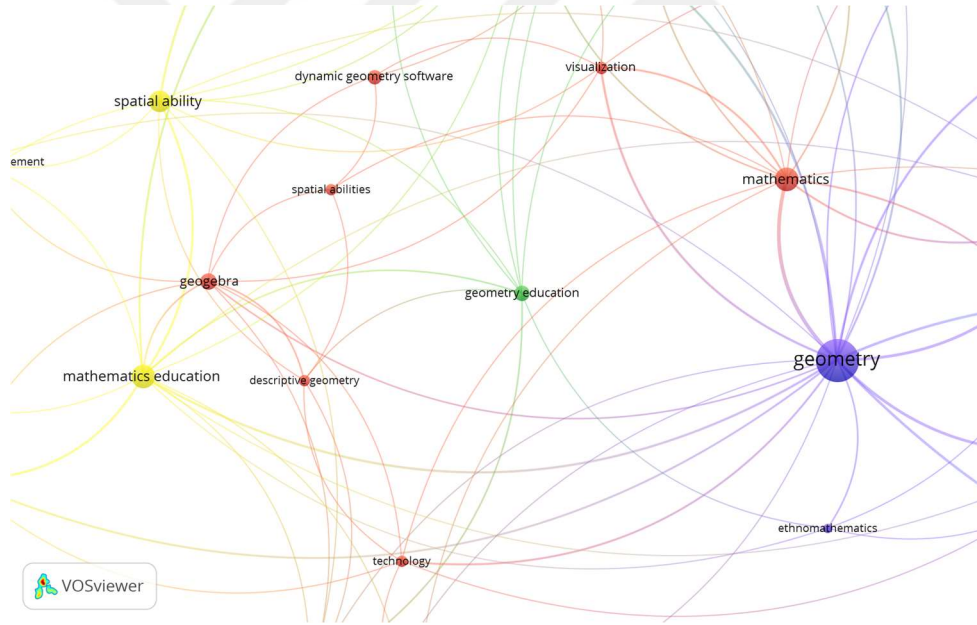 dynamic geometry software
visualization
spatial ability
ement
mathematics
spatial abilities
geogebra
geometry education
geometry
mathematics education
descriptive geometry
ethnomathematics
technology
VOSviewer